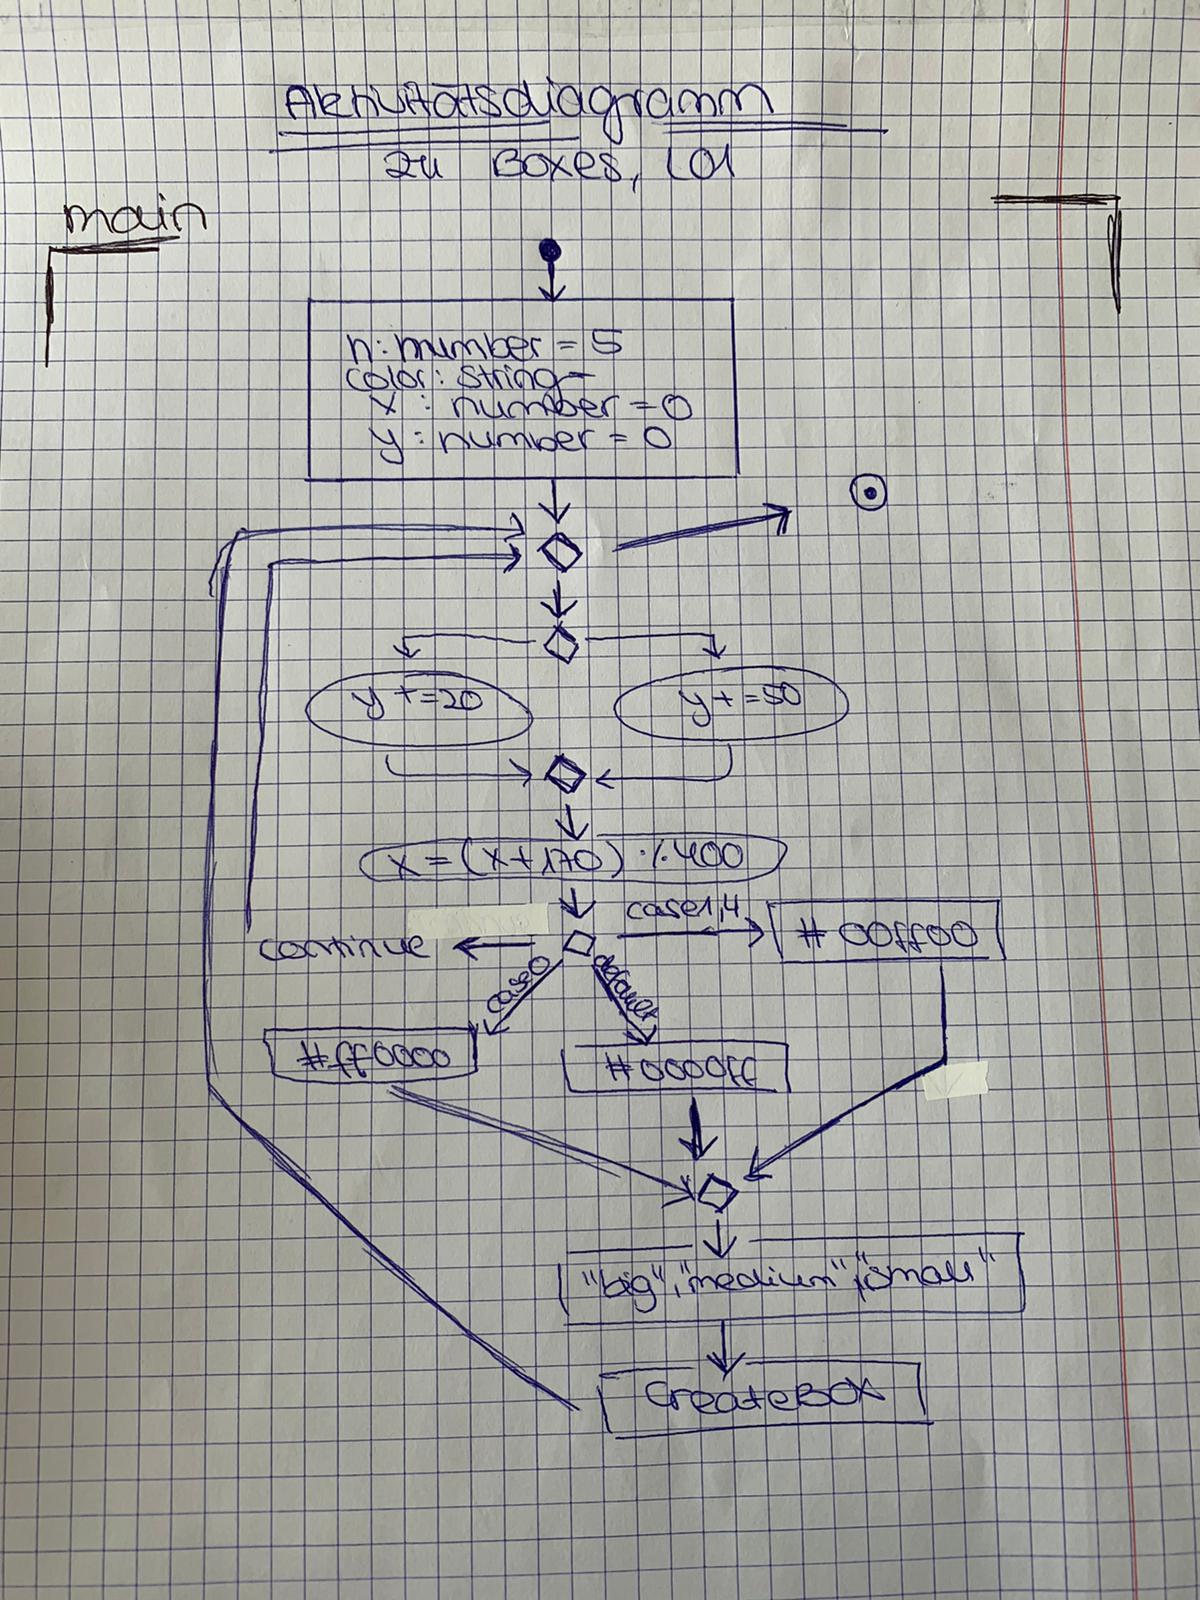 Aktivitätsdiagramm
zu Boxes, L01
main
n: number = 5
color: string
x : number = 0
y : number = 0
y += 20
y += 50
x = (x+170) % 400
case 1,4
continue
# 00ff00
case 0
default
#ff0000
#0000ff
"big", "medium", "small"
CreateBox